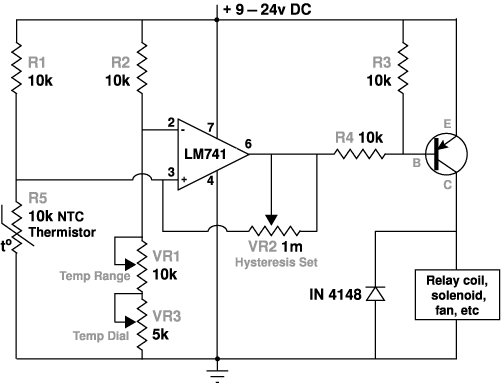 + 9 – 24v DC
R1
10k
R2
10k
R3
10k
2
-
7
LM741
6
3
+
4
R4 10k
E
B
C
R5
10k NTC
Thermistor
t°
VR1
10k
Temp Range
VR2 1m
Hysteresis Set
VR3
5k
Temp Dial
IN 4148
Relay coil,
solenoid,
fan, etc